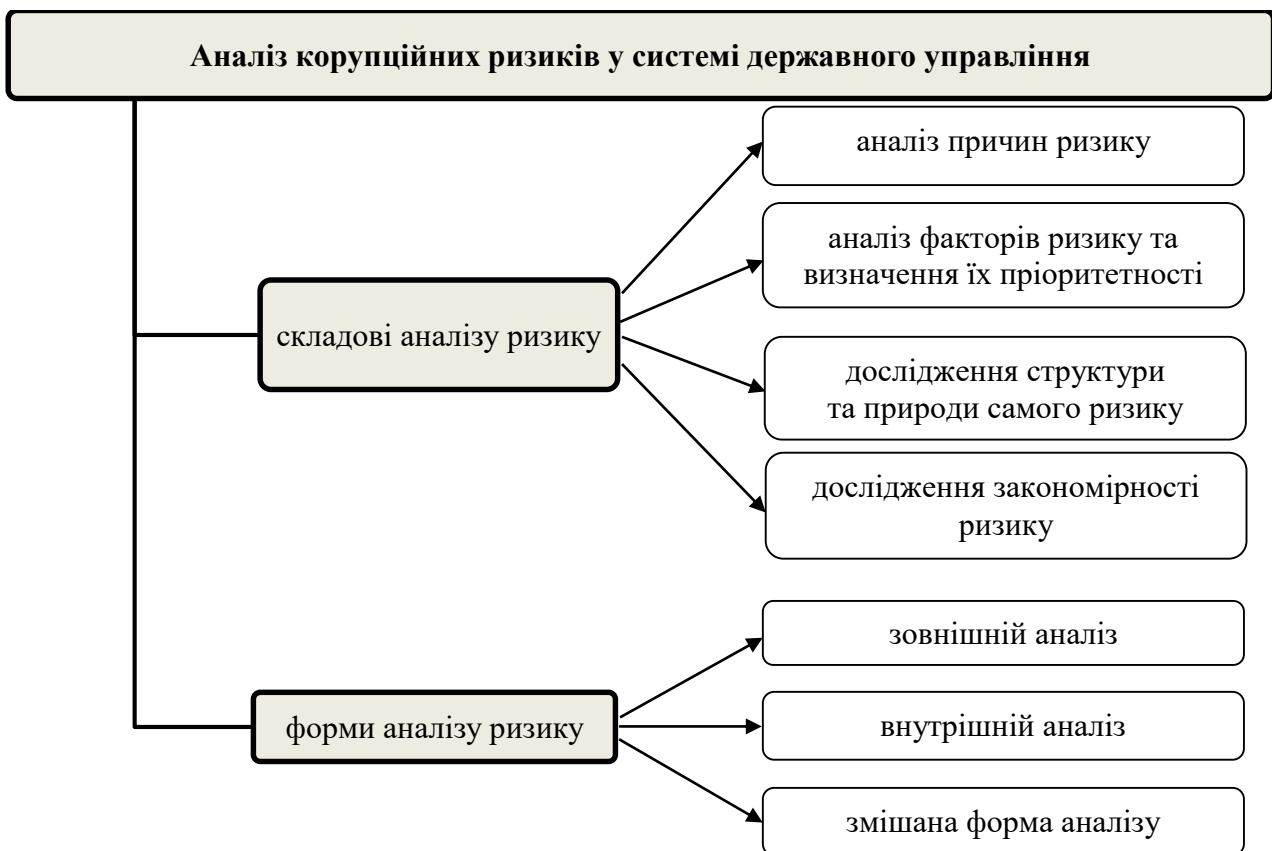 Аналіз корупційних ризиків у системі державного управління
складові аналізу ризику
аналіз причин ризику
аналіз факторів ризику та
визначення їх пріоритетності
дослідження структури
та природи самого ризику
дослідження закономірності
ризику
форми аналізу ризику
зовнішній аналіз
внутрішній аналіз
змішана форма аналізу